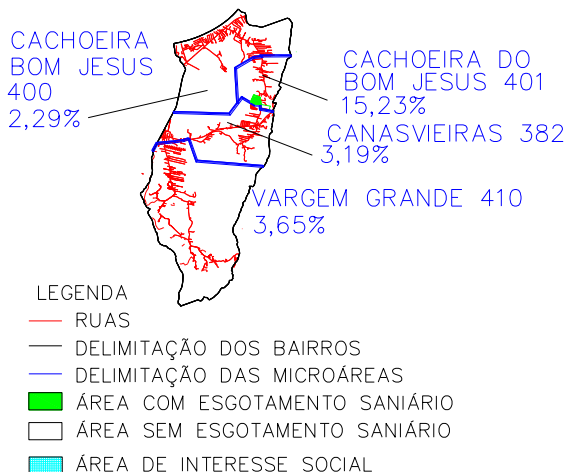 CACHOEIRA
BOM JESUS
400
2,29%
CACHOEIRA DO
BOM JESUS 401
15,23%
CANASVIEIRAS 382
3,19%
VARGEM GRANDE 410
3,65%
LEGENDA
RUAS
DELIMITAÇÃO DOS BAIRROS
DELIMITAÇÃO DAS MICROÁREAS
ÁREA COM ESGOTAMENTO SANIÁRIO
ÁREA SEM ESGOTAMENTO SANIÁRIO
ÁREA DE INTERESSE SOCIAL